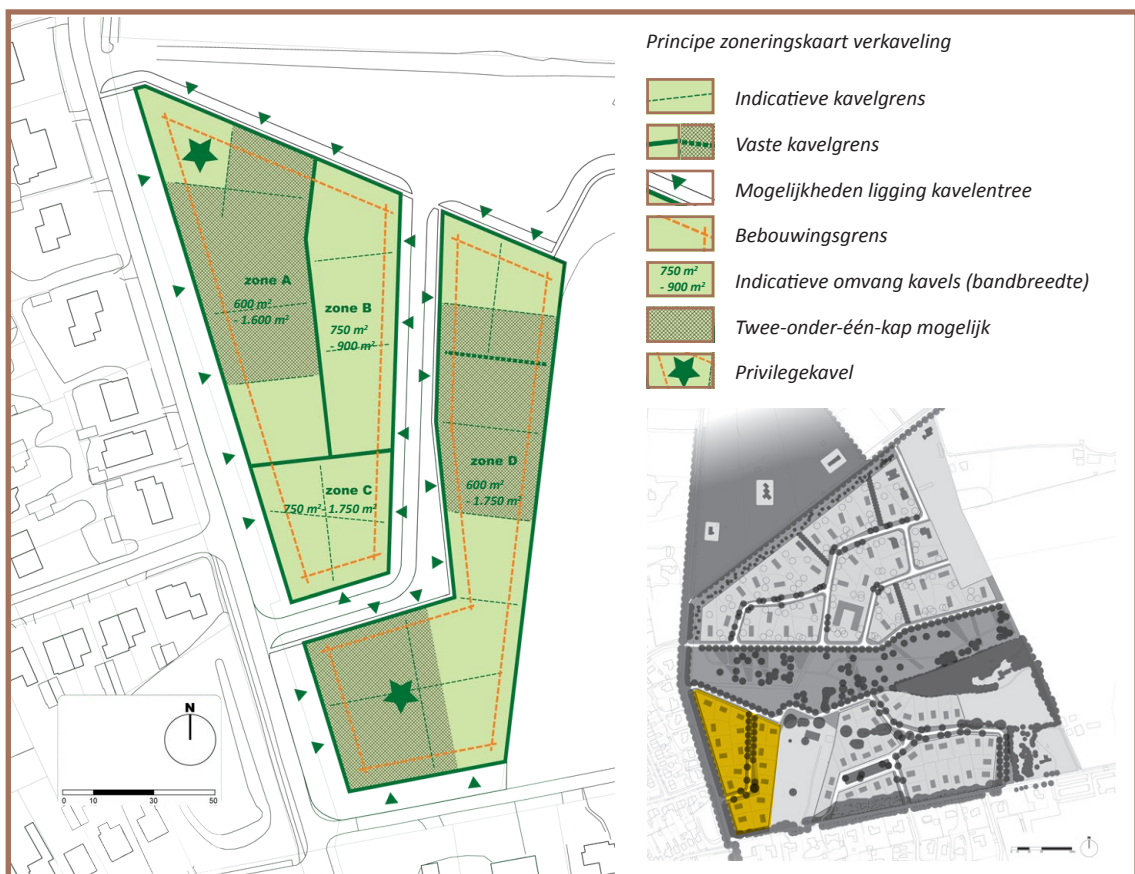 Principe zoneringskaart verkaveling
Indicatieve kavelgrens
Vaste kavelgrens
Mogelijkheden ligging kavelentree
Bebouwingsgrens
750 m²
- 900 m²
Indicatieve omvang kavels (bandbreedte)
Twee-onder-één-kap mogelijk
Privilegekavel
zone A
600 m²
- 1.600 m²
zone B
750 m²
- 900 m²
zone C
750 m² - 1.750 m²
zone D
600 m²
- 1.750 m²
N
0 10 30 50